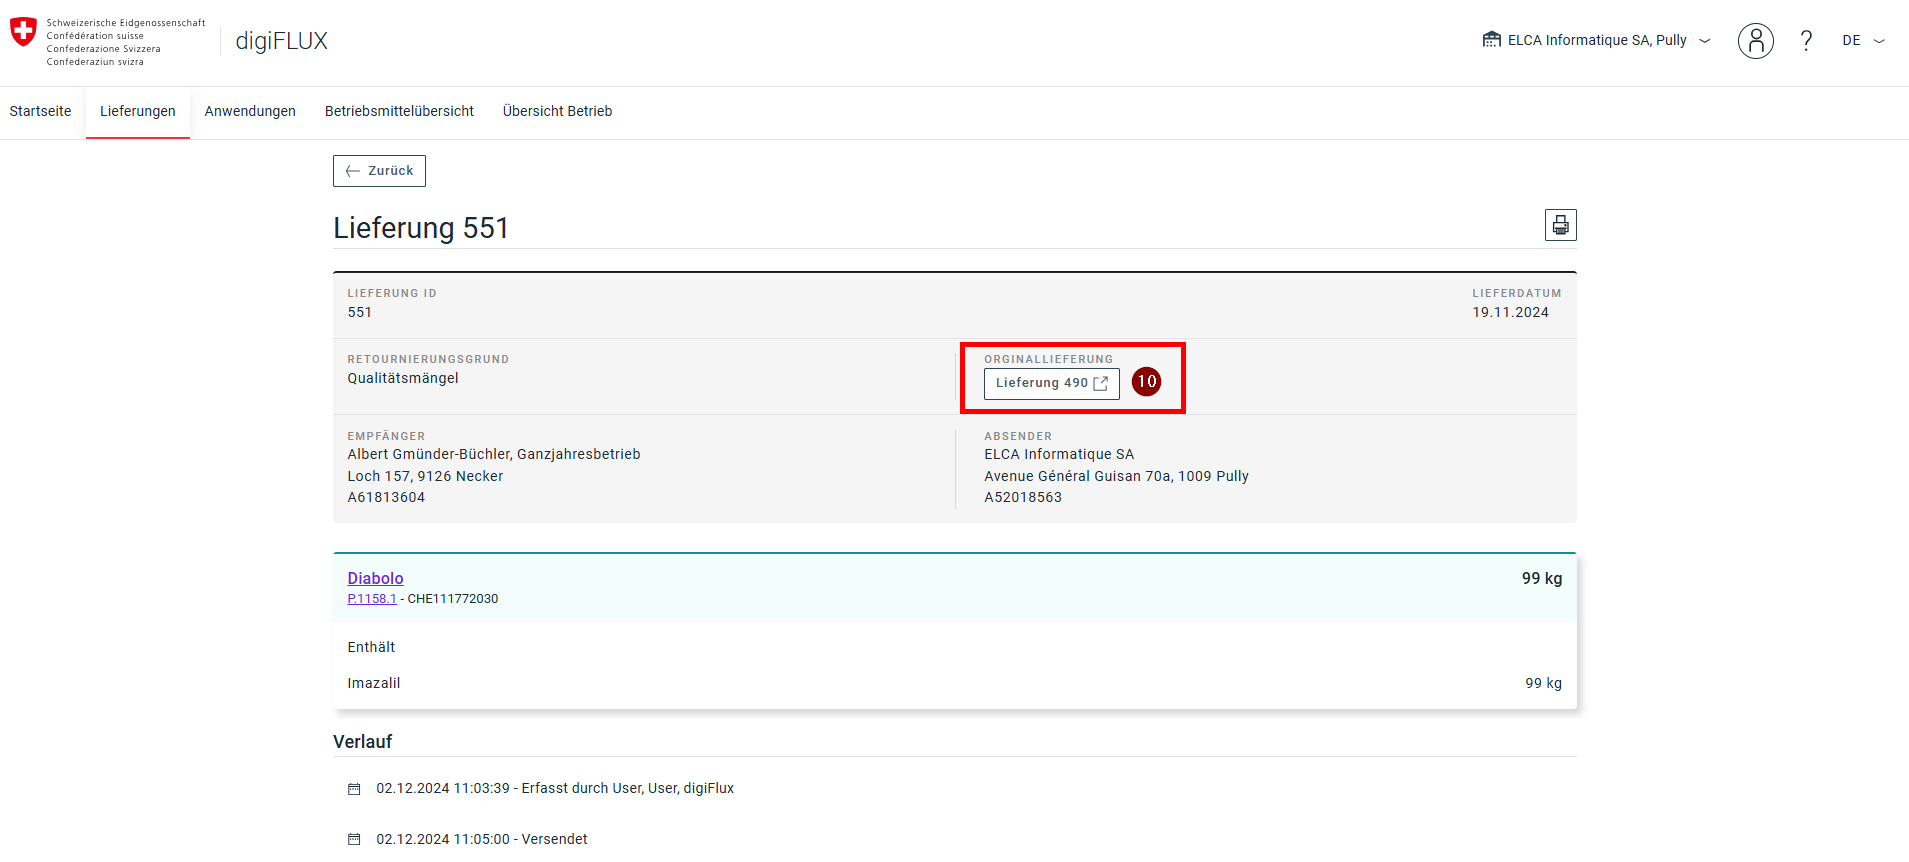 Schweizerische Eidgenossenschaft
Confédération suisse
Confederazione Svizzera
Confederaziun svizra
digiFLUX
ELCA Informatique SA, Pully
?
DE
Startseite
Lieferungen
Anwendungen
Betriebsmittelübersicht
Übersicht Betrieb
Zurück
Lieferung 551
LIEFERUNG ID
551
LIEFERDATUM
19.11.2024
RETOURNIERUNGSGRUND
Qualitätsmängel
ORGINALLIEFERUNG
Lieferung 490
10
EMPFÄNGER
Albert Gmünder-Büchler, Ganzjahresbetrieb
Loch 157, 9126 Necker
A61813604
ABSENDER
ELCA Informatique SA
Avenue Général Guisan 70a, 1009 Pully
A52018563
Diabolo
99 kg
P.1158.1 - CHE111772030
Enthält
Imazalil
99 kg
Verlauf
02.12.2024 11:03:39 - Erfasst durch User, User, digiFlux
02.12.2024 11:05:00 - Versendet